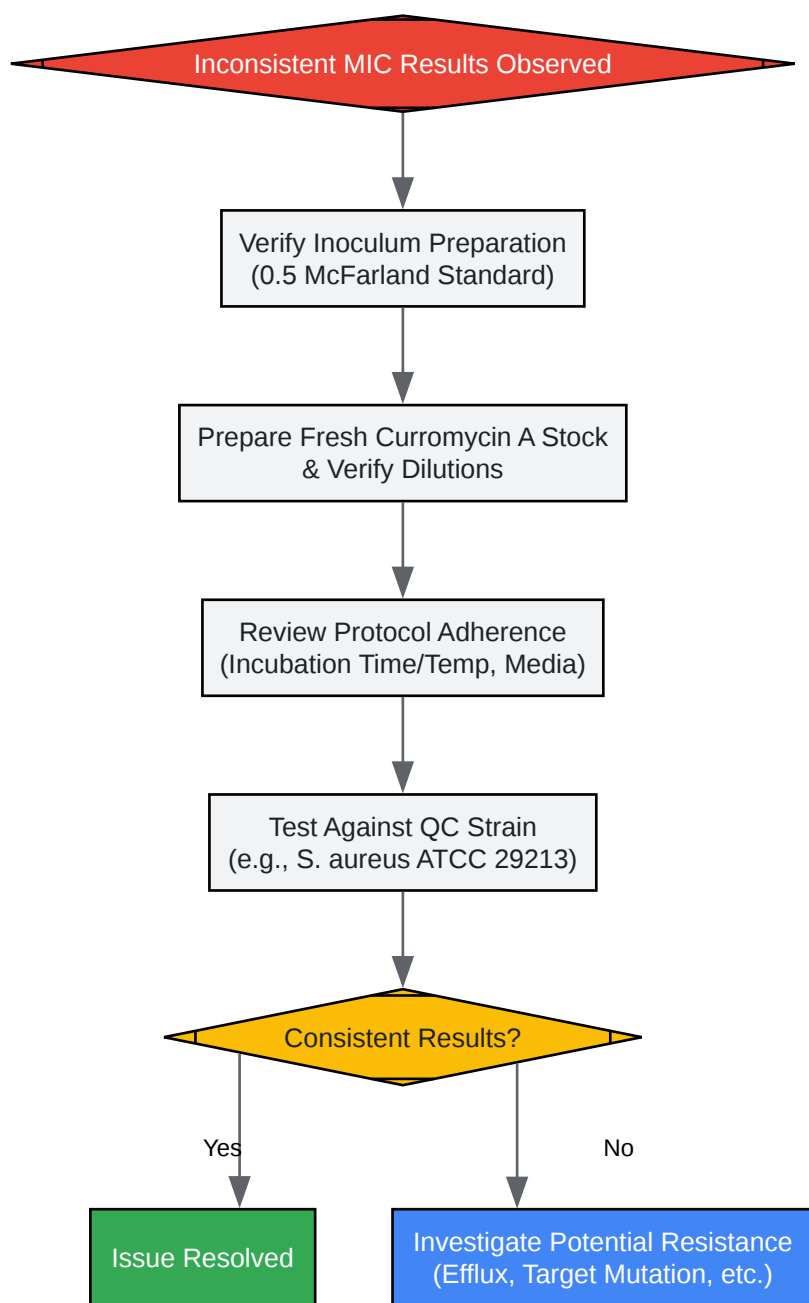 Inconsistent MIC Results Observed
Verify Inoculum Preparation
(0.5 McFarland Standard)
Prepare Fresh Curromycin A Stock
& Verify Dilutions
Review Protocol Adherence
(Incubation Time/Temp, Media)
Test Against QC Strain
(e.g., S. aureus ATCC 29213)
Consistent Results?
Yes
No
Issue Resolved
Investigate Potential Resistance
(Efflux, Target Mutation, etc.)